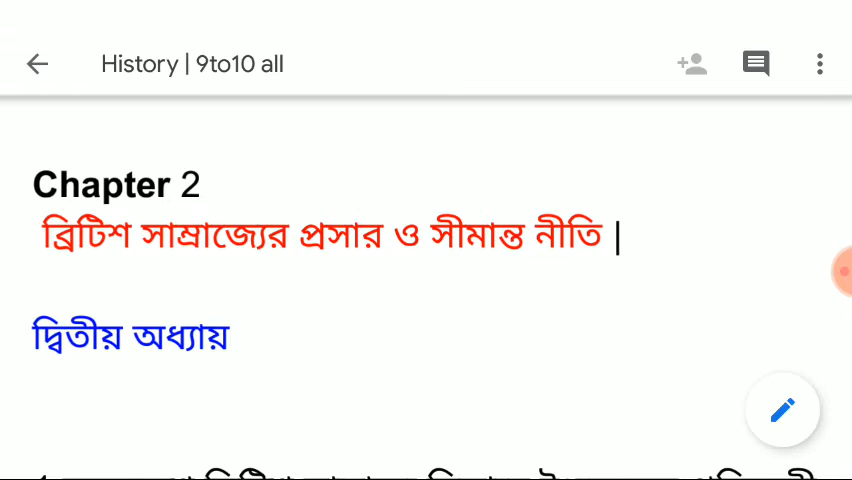 History | 9to10 all
Chapter 2
ব্রিটিশ সাম্রাজ্যের প্রসার ও সীমান্ত নীতি |
দ্বিতীয় অধ্যায়